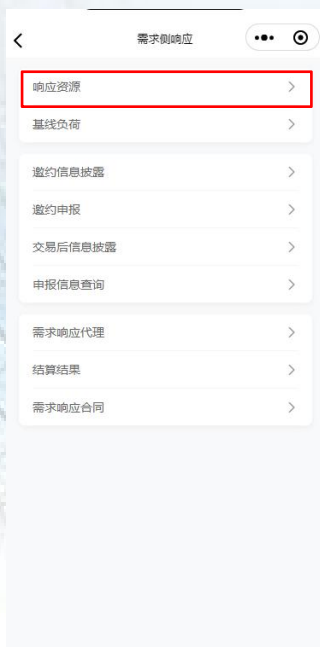 需求侧响应
响应资源
基线负荷
邀约信息披露
邀约申报
交易后信息披露
申报信息查询
需求响应代理
结算结果
需求响应合同